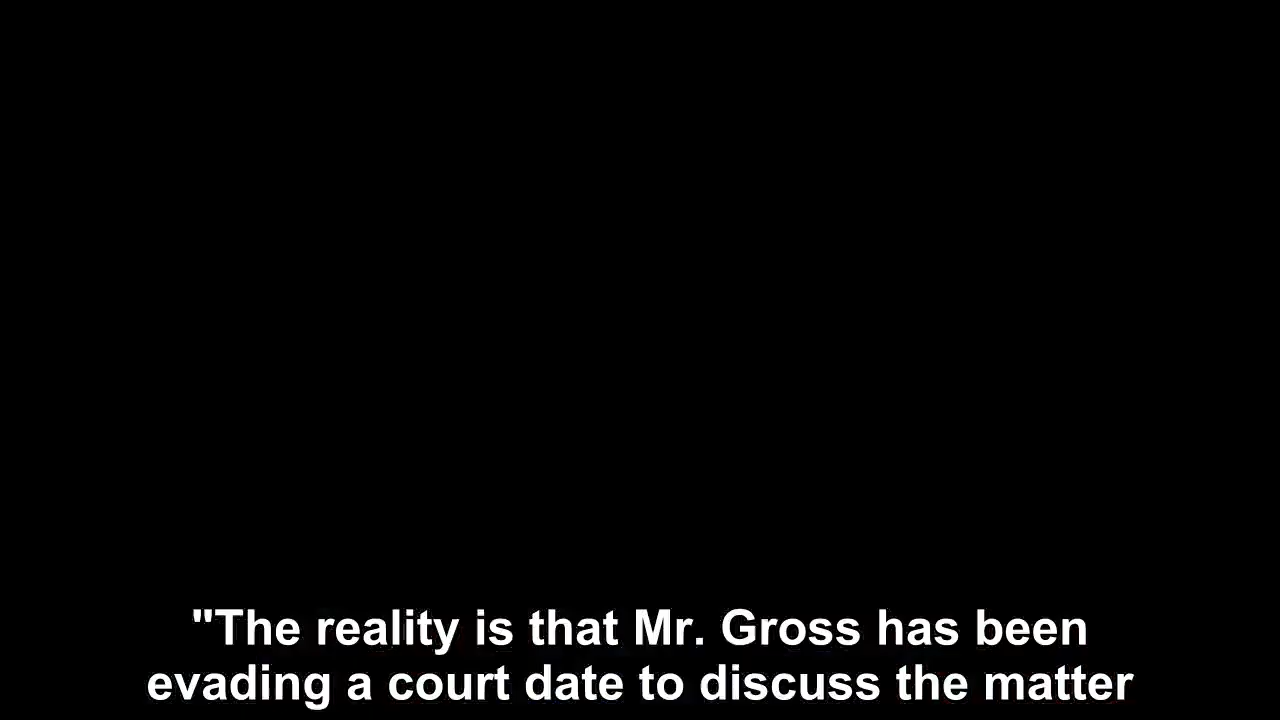 "The reality is that Mr. Gross has been
evading a court date to discuss the matter